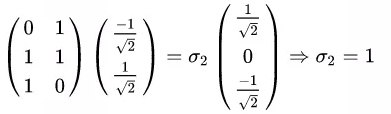 \begin{pmatrix} 0 & 1 \\ 1 & 1 \\ 1 & 0 \end{pmatrix} \begin{pmatrix} \frac{-1}{\sqrt{2}} \\ \frac{1}{\sqrt{2}} \end{pmatrix} = \sigma_2 \begin{pmatrix} \frac{1}{\sqrt{2}} \\ 0 \\ \frac{-1}{\sqrt{2}} \end{pmatrix} \Rightarrow \sigma_2 = 1